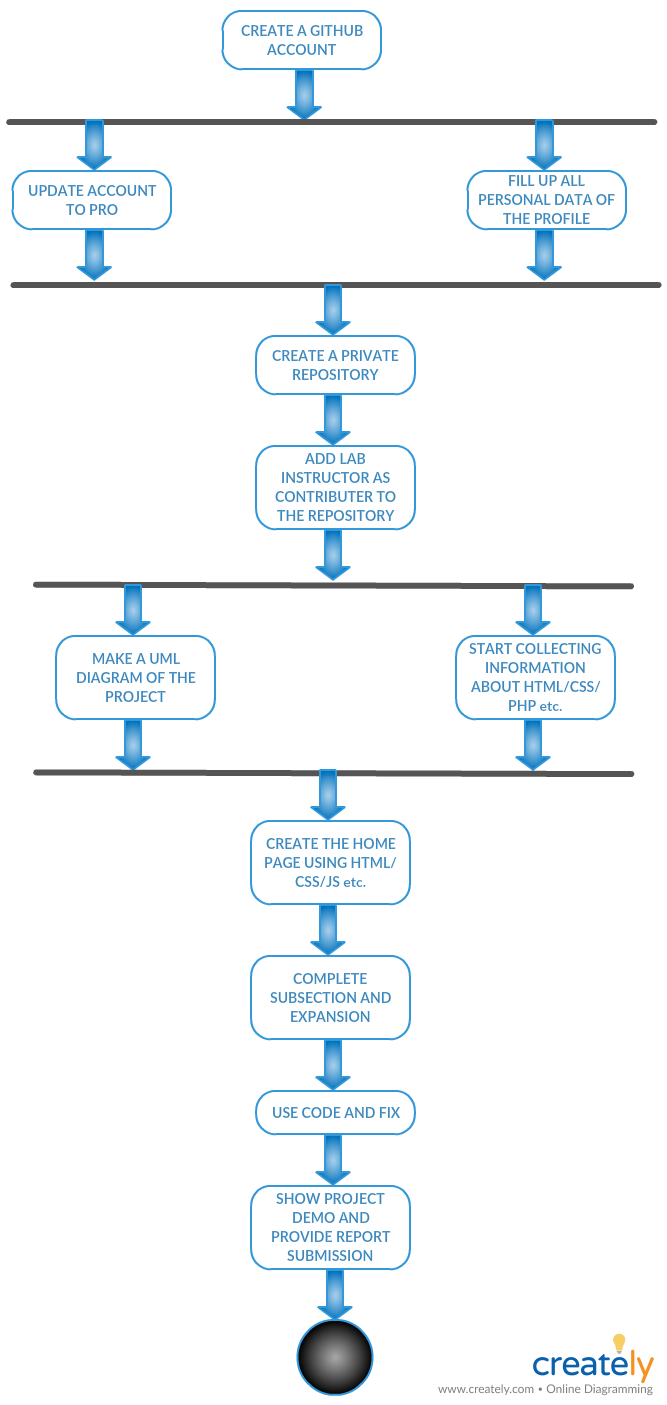 CREATE A GITHUB
ACCOUNT
UPDATE ACCOUNT
TO PRO
FILL UP ALL
PERSONAL DATA OF
THE PROFILE
CREATE A PRIVATE
REPOSITORY
ADD LAB
INSTRUCTOR AS
CONTRIBUTER TO
THE REPOSITORY
MAKE A UML
DIAGRAM OF THE
PROJECT
START COLLECTING
INFORMATION
ABOUT HTML/CSS/
PHP etc.
CREATE THE HOME
PAGE USING HTML/
CSS/JS etc.
COMPLETE
SUBSECTION AND
EXPANSION
USE CODE AND FIX
SHOW PROJECT
DEMO AND
PROVIDE REPORT
SUBMISSION
creately
www.creately.com • Online Diagramming